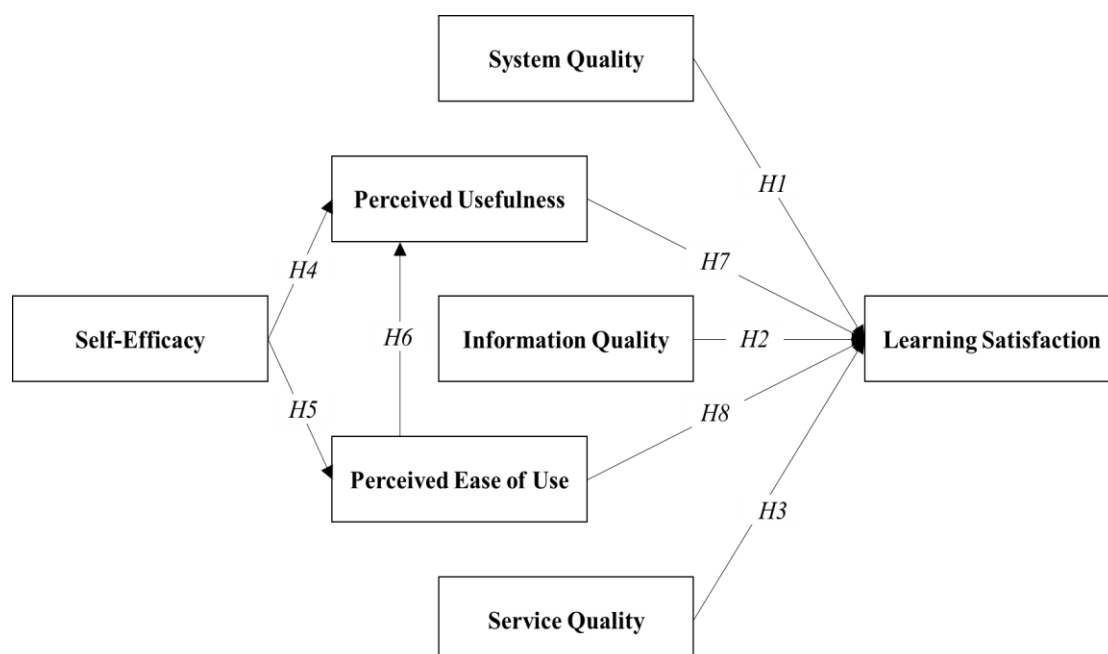 System Quality
H1
Perceived Usefulness
H7
H4
Self-Efficacy
H6
Information Quality
H2
Learning Satisfaction
H5
H8
Perceived Ease of Use
H3
Service Quality